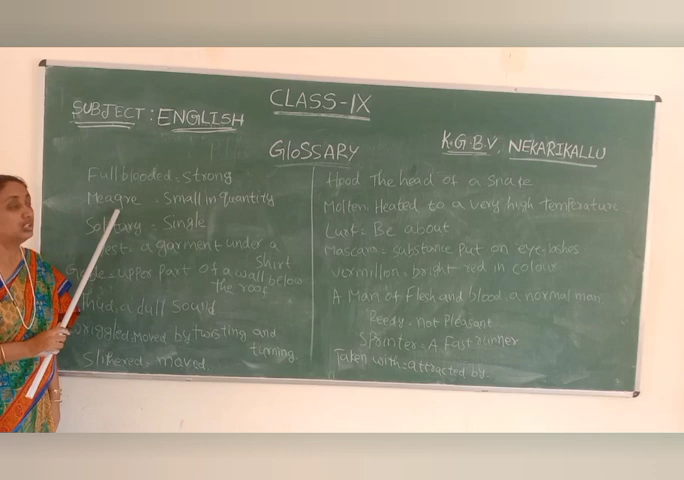 CLASS-IX
SUBJECT : ENGLISH
K.G.B.V, NEKARIKALLU
GLOSSARY
Full blooded - strong
Meagre - Small in quantity
Solitary - Single
est = a garment under a
Shirt
Gable = upper part of a wall below
the roof
Thud, a dull sound
wriggled, moved by twisting and
turning
Slithered = moved
Hood The head of a snake
Molten, Heated to a very high temperature
Lurk = Be about
Mascara = substance put on eye-lashes
vermillon = bright red in colour
A Man of Flesh and blood, a normal man
Reedy - not pleasant
Sprinter = A Fast runner
Taken with = attracted by